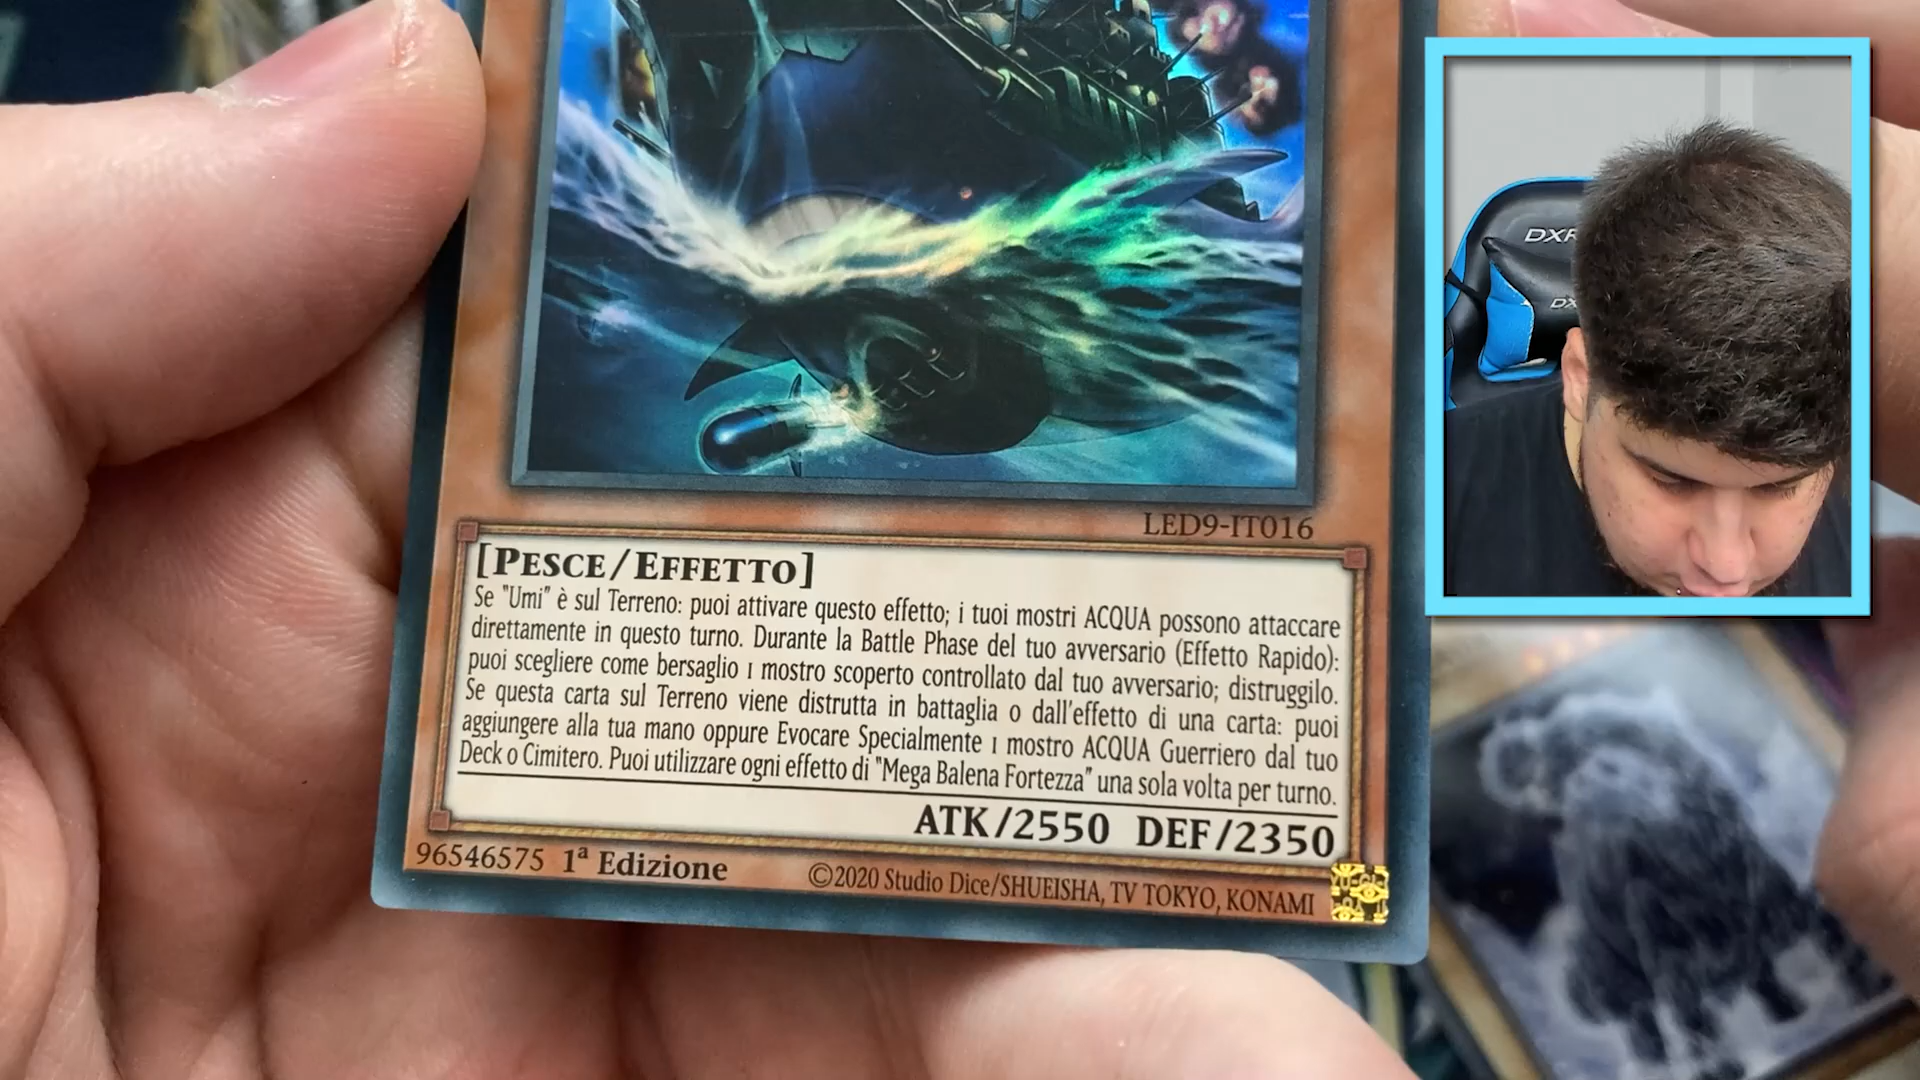 DXR
DX
LED9-IT016
[PESCE/EFFETTO]
Se "Umi" è sul Terreno: puoi attivare questo effetto; i tuoi mostri ACQUA possono attaccare
direttamente in questo turno. Durante la Battle Phase del tuo avversario (Effetto Rapido):
puoi scegliere come bersaglio 1 mostro scoperto controllato dal tuo avversario; distruggilo.
Se questa carta sul Terreno viene distrutta in battaglia o dall'effetto di una carta: puoi
aggiungere alla tua mano oppure Evocare Specialmente 1 mostro ACQUA Guerriero dal tuo
Deck o Cimitero. Puoi utilizzare ogni effetto di "Mega Balena Fortezza" una sola volta per turno.
ATK/2550 DEF/2350
96546575 1ª Edizione
©2020 Studio Dice/SHUEISHA, TV TOKYO, KONAMI